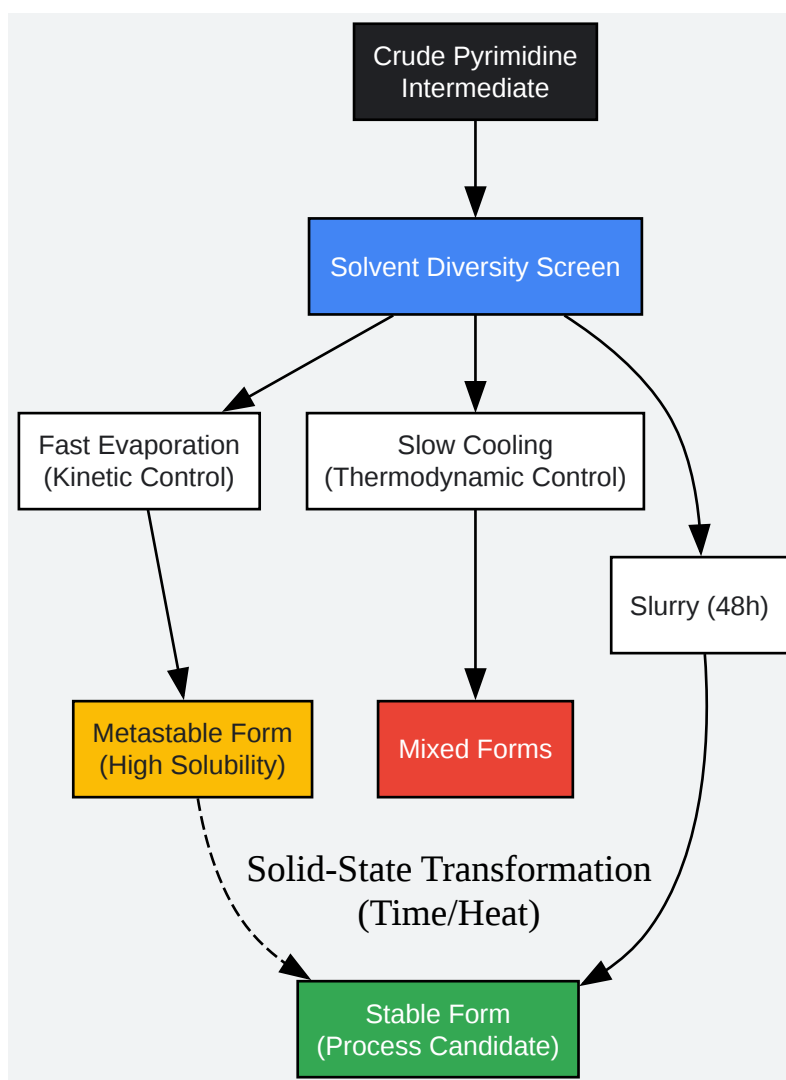 Crude Pyrimidine
Intermediate
Solvent Diversity Screen
Fast Evaporation
(Kinetic Control)
Slow Cooling
(Thermodynamic Control)
Slurry (48h)
Metastable Form
(High Solubility)
Mixed Forms
Solid-State Transformation
(Time/Heat)
Stable Form
(Process Candidate)